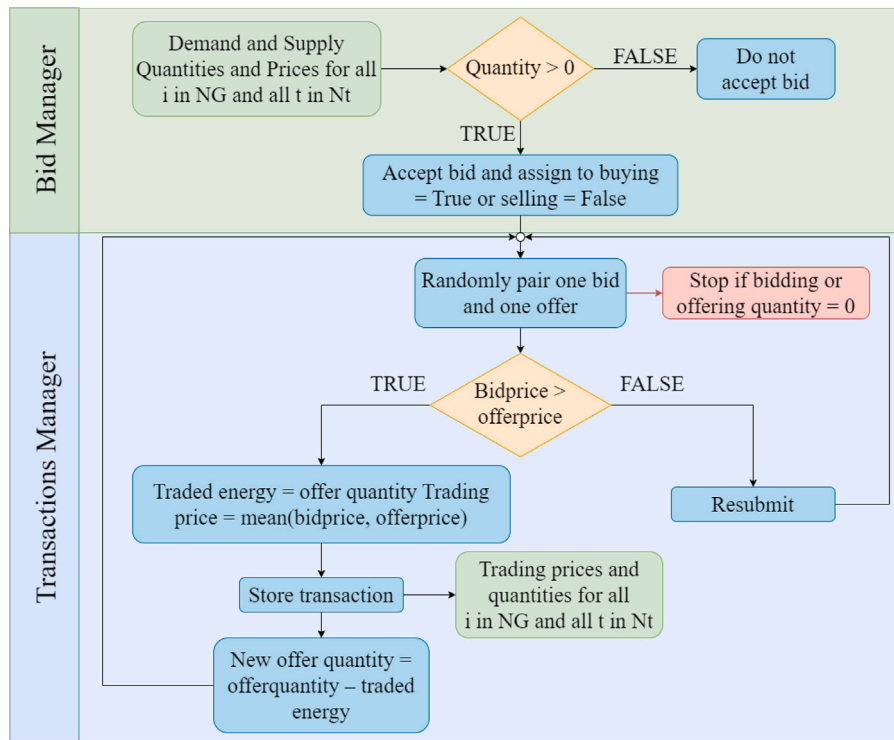 Bid Manager
Demand and Supply
Quantities and Prices for all
i in NG and all t in Nt
Quantity > 0
FALSE
Do not
accept bid
TRUE
Accept bid and assign to buying
= True or selling = False
Transactions Manager
Randomly pair one bid
and one offer
Stop if bidding or
offering quantity = 0
TRUE
Bidprice >
offerprice
FALSE
Traded energy = offer quantity Trading
price = mean(bidprice, offerprice)
Resubmit
Store transaction
Trading prices and
quantities for all
i in NG and all t in Nt
New offer quantity =
offerquantity – traded
energy